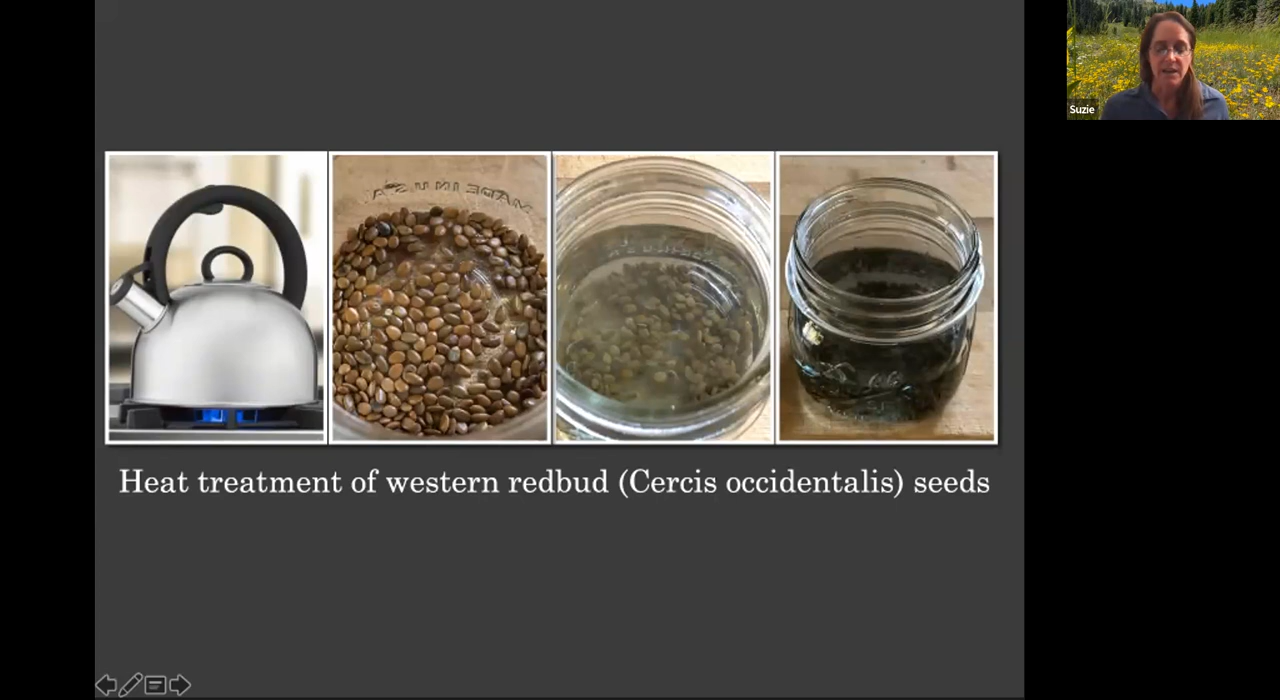 MADE IN U.S.A.
Heat treatment of western redbud (Cercis occidentalis) seeds
Suzie